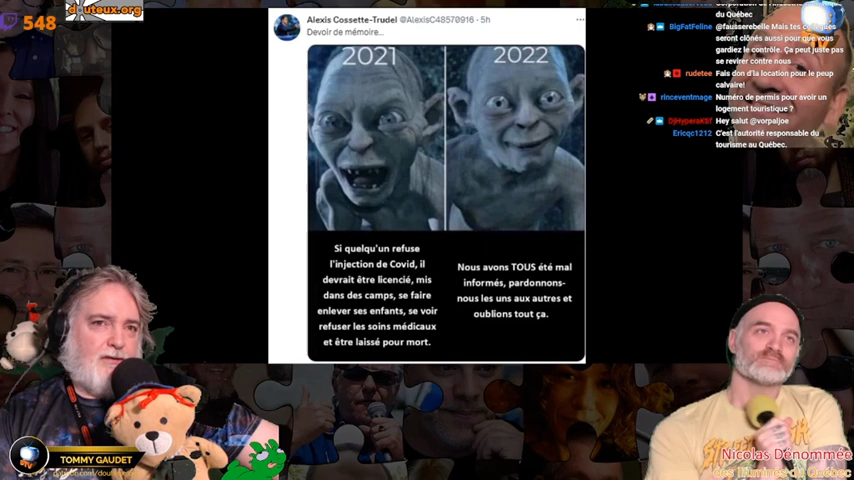 548
douteux.org
Alexis Cossette-Trudel @AlexisC48570916 · 5h
Devoir de mémoire...
2021
2022
Si quelqu'un refuse
l'injection de Covid, il
devrait être licencié, mis
dans des camps, se faire
enlever ses enfants, se voir
refuser les soins médicaux
et être laissé pour mort.
Nous avons TOUS été mal
informés, pardonnons-
nous les uns aux autres et
oublions tout ça.
du Québec
BigFatFeline @fausserebelle Mais tes
seront clônés aussi pour que vous
gardiez le contrôle. Ça peut juste pas
se revirer contre nous
rudetee Fais don d'la location pour le peup
calvaire!
rinceventmage Numéro de permis pour avoir un
logement touristique ?
Hey salut @vorpaljoe
Ericqc1212 C'est l'autorité responsable du
tourisme au Québec.
TOMMY GAUDET
Nicolas Dénommée
des Illuminés du Québec